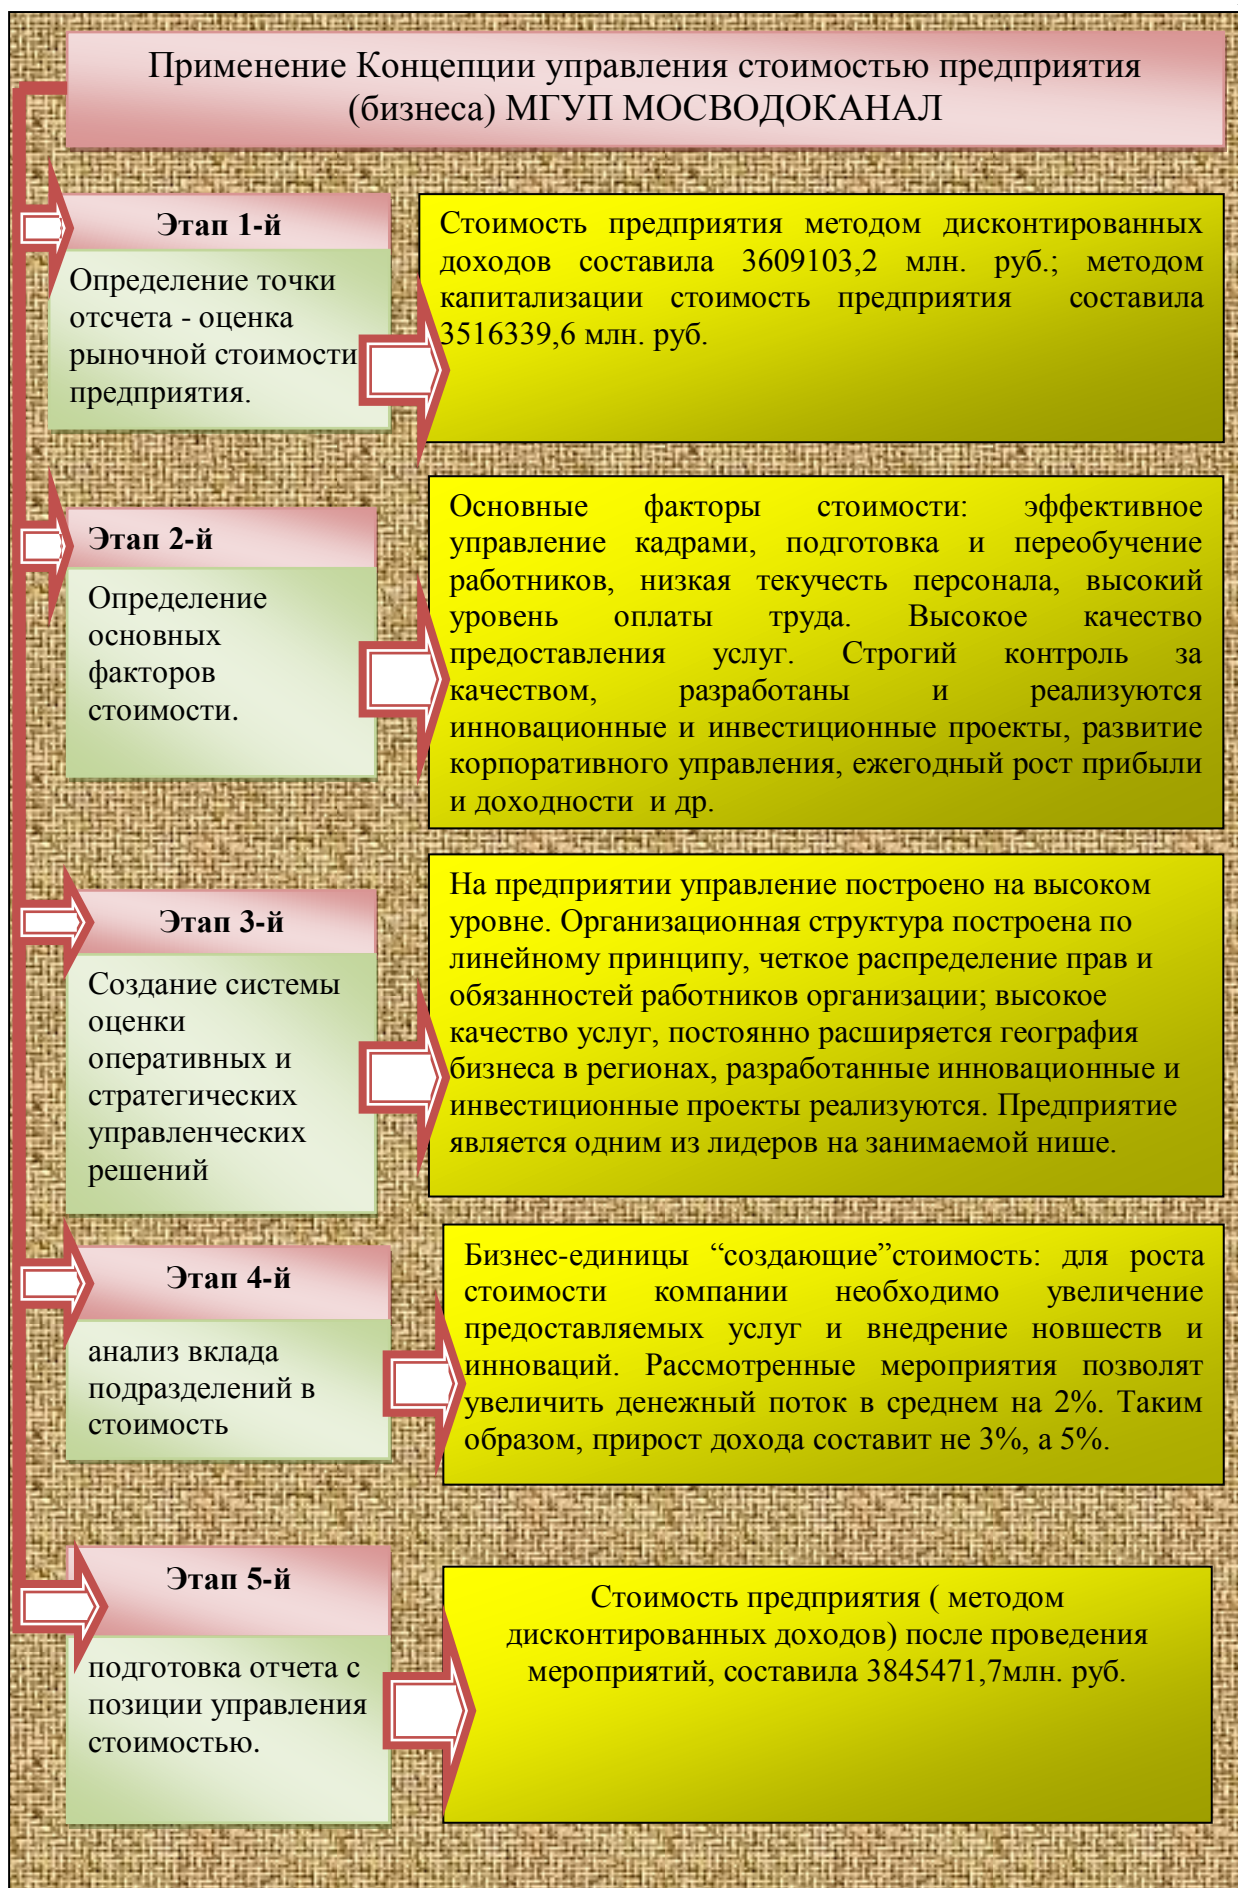 Применение Концепции управления стоимостью предприятия
(бизнеса) МГУП МОСВОДОКАНАЛ
Этап 1-й
Определение точки
отсчета - оценка
рыночной стоимости
предприятия.
Стоимость предприятия методом дисконтированных
доходов составила 3609103,2 млн. руб.; методом
капитализации стоимость предприятия составила
3516339,6 млн. руб.
Этап 2-й
Определение
основных
факторов
стоимости.
Основные факторы стоимости: эффективное
управление кадрами, подготовка и переобучение
работников, низкая текучесть персонала, высокий
уровень оплаты труда. Высокое качество
предоставления услуг. Строгий контроль за
качеством, разработаны и реализуются
инновационные и инвестиционные проекты, развитие
корпоративного управления, ежегодный рост прибыли
и доходности и др.
Этап 3-й
Создание системы
оценки
оперативных и
стратегических
управленческих
решений
На предприятии управление построено на высоком
уровне. Организационная структура построена по
линейному принципу, четкое распределение прав и
обязанностей работников организации; высокое
качество услуг, постоянно расширяется география
бизнеса в регионах, разработанные инновационные и
инвестиционные проекты реализуются. Предприятие
является одним из лидеров на занимаемой нише.
Этап 4-й
анализ вклада
подразделений в
стоимость
Бизнес-единицы “создающие”стоимость: для роста
стоимости компании необходимо увеличение
предоставляемых услуг и внедрение новшеств и
инноваций. Рассмотренные мероприятия позволят
увеличить денежный поток в среднем на 2%. Таким
образом, прирост дохода составит не 3%, а 5%.
Этап 5-й
подготовка отчета с
позиции управления
стоимостью.
Стоимость предприятия ( методом
дисконтированных доходов) после проведения
мероприятий, составила 3845471,7млн. руб.